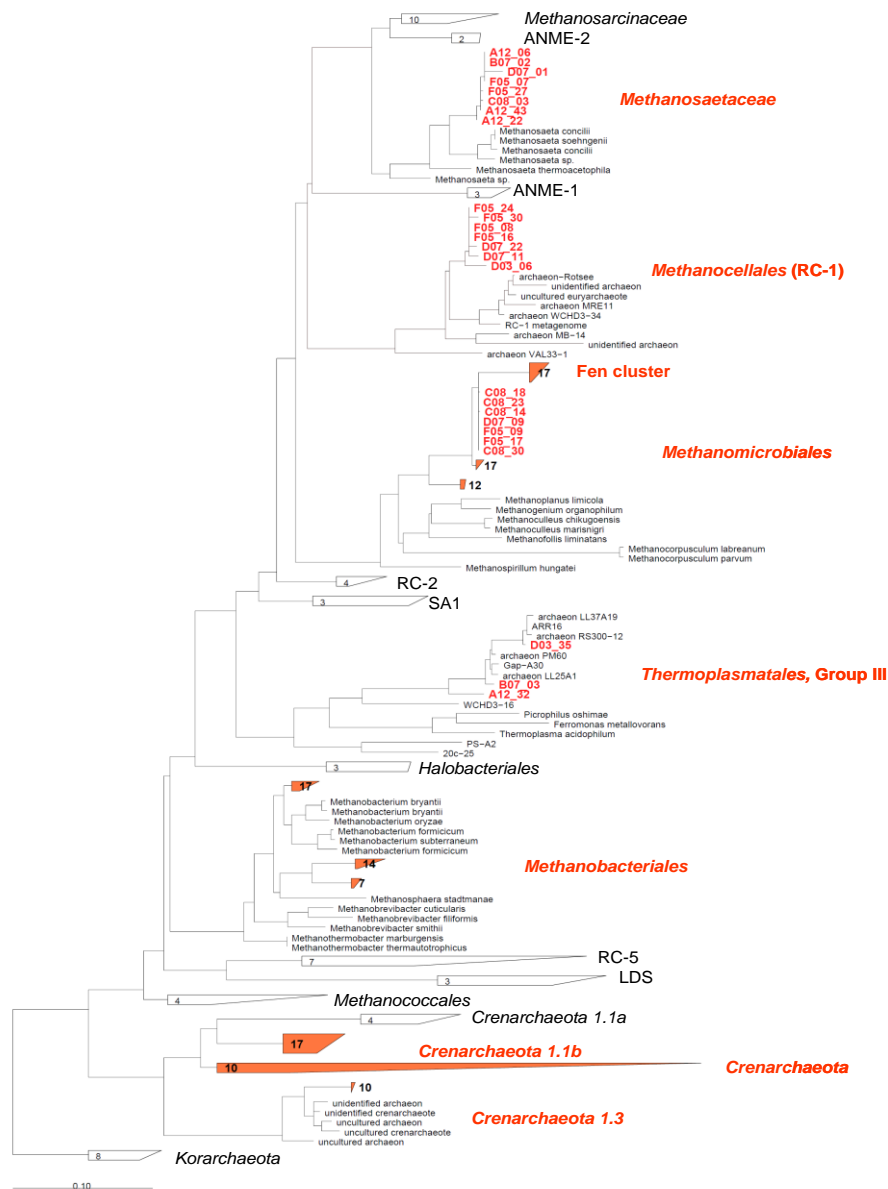 10
Methanosarcinaceae
2
ANME-2
A12_06
B07_02
D07_01
F05_07
F05_27
C08_03
A12_43
A12_22
Methanosaetaceae
Methanosaeta concilii
Methanosaeta soehngenii
Methanosaeta concilii
Methanosaeta sp.
Methanosaeta thermoacetophila
Methanosaeta sp.
3
ANME-1
F05_24
F05_30
F05_08
F05_16
D07_22
D07_11
D03_06
Methanocellales (RC-1)
archaeon-Rotsee
unidentified archaeon
uncultured euryarchaeote
archaeon MRE11
archaeon WCHD3-34
RC-1 metagenome
archaeon MB-14
unidentified archaeon
archaeon VAL33-1
17
Fen cluster
C08_18
C08_23
C08_14
D07_09
F05_09
F05_17
C08_30
Methanomicrobiales
17
12
Methanoplanus limicola
Methanogenium organophilum
Methanoculleus chikugoensis
Methanoculleus marisnigri
Methanofollis liminatans
Methanocorpusculum labreanum
Methanocorpusculum parvum
Methanospirillum hungatei
4
RC-2
3
SA1
archaeon LL37A19
ARR16
archaeon RS300-12
D03_35
archaeon PM60
Gap-A30
archaeon LL25A1
B07_03
A12_32
Thermoplasmatales, Group III
WCHD3-16
Picrophilus oshimae
Ferromonas metallovorans
Thermoplasma acidophilum
PS-A2
20c-25
3
Halobacteriales
17
Methanobacterium bryantii
Methanobacterium bryantii
Methanobacterium oryzae
Methanobacterium formicicum
Methanobacterium subterraneum
Methanobacterium formicicum
14
Methanobacteriales
7
Methanosphaera stadtmanae
Methanobrevibacter cuticularis
Methanobrevibacter filiformis
Methanobrevibacter smithii
Methanothermobacter marburgensis
Methanothermobacter thermautotrophicus
7
RC-5
3
LDS
4
Methanococcales
4
Crenarchaeota 1.1a
17
Crenarchaeota 1.1b
10
Crenarchaeota
10
unidentified archaeon
unidentified crenarchaeote
uncultured archaeon
uncultured crenarchaeote
uncultured archaeon
Crenarchaeota 1.3
8
Korarchaeota
0.10